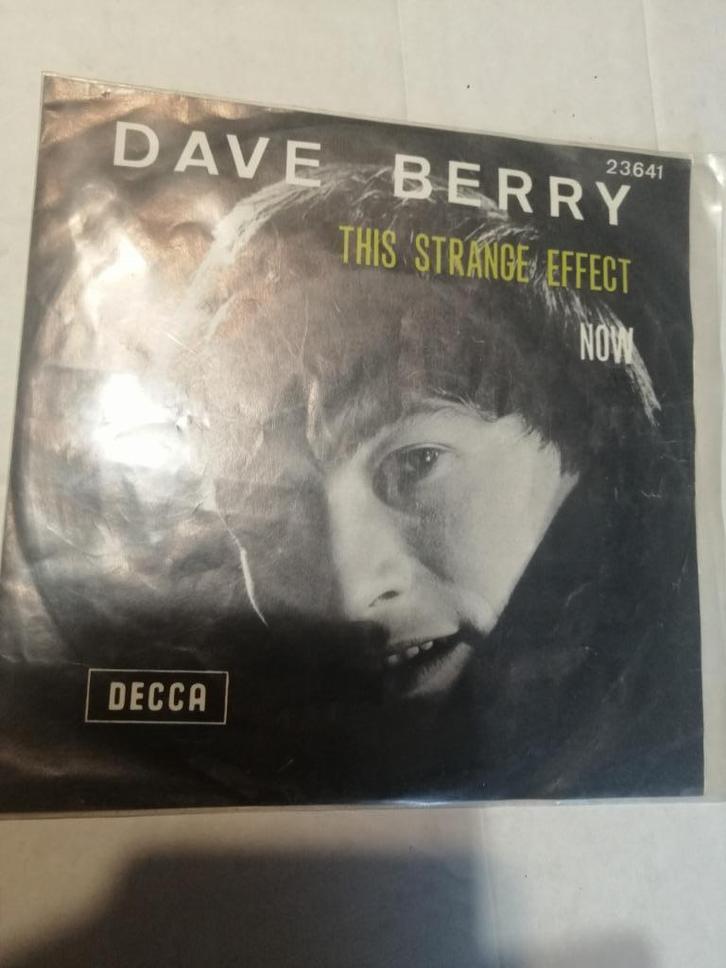 23641
DAVE BERRY
THIS STRANGE EFFECT
NOW
DECCA